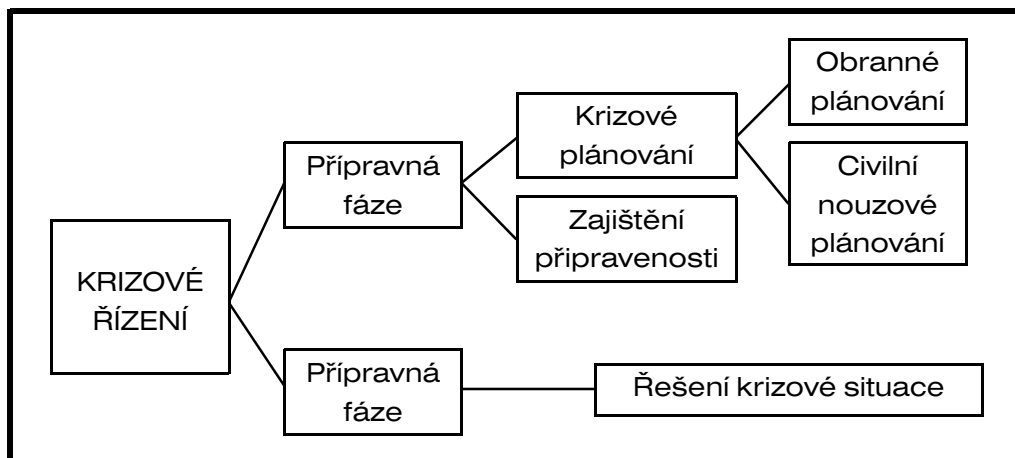 KRIZOVÉ
ŘÍZENÍ
Přípravná
fáze
Krizové
plánování
Obranné
plánování
Civilní
nouzové
plánování
Zajištění
připravenosti
Přípravná
fáze
Řešení krizové situace